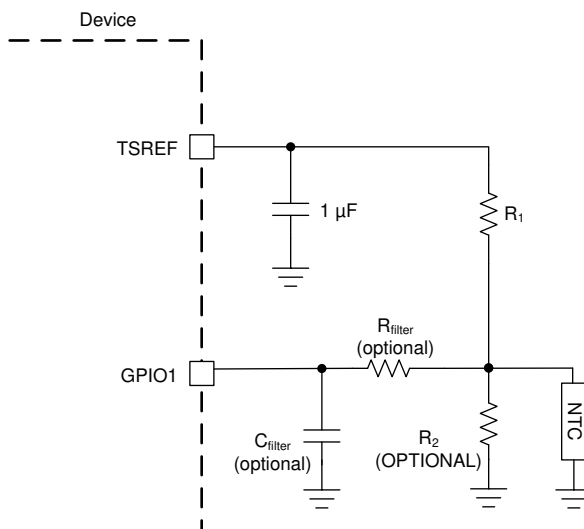 Device
TSREF
1 µF
R1
Rfilter
(optional)
GPIO1
Cfilter
(optional)
R2
(OPTIONAL)
NTC